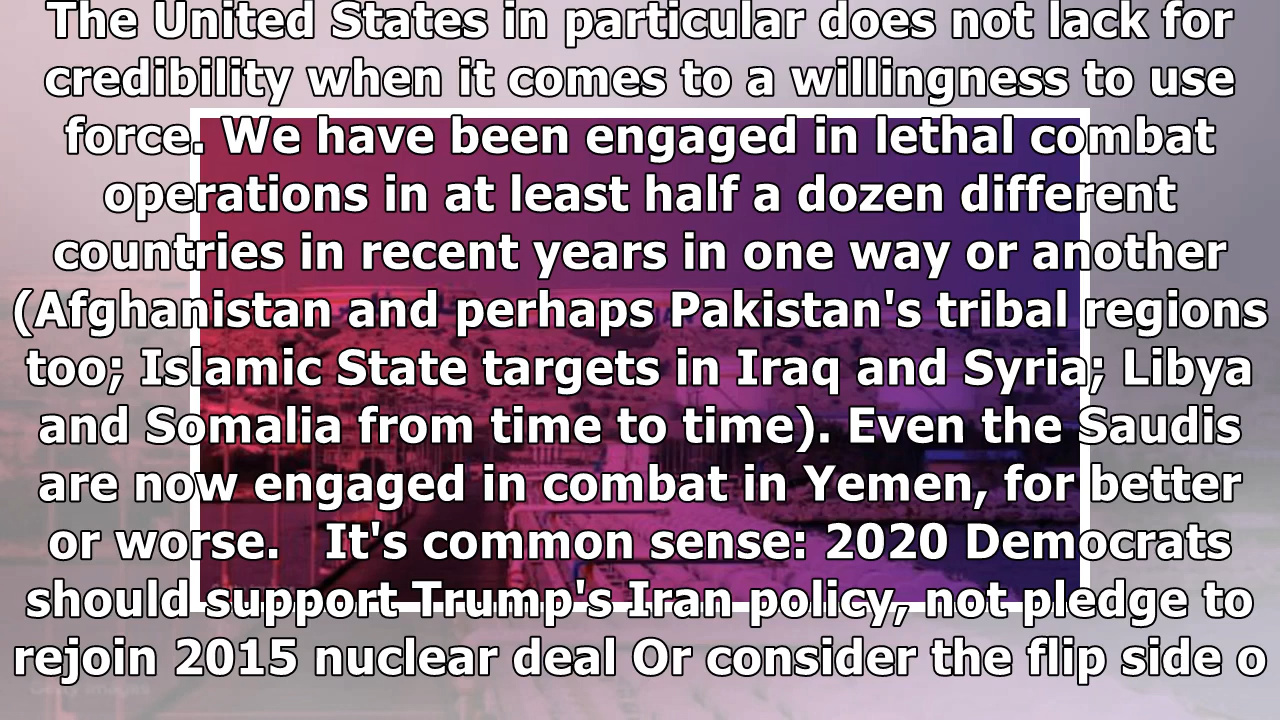 The United States in particular does not lack for
credibility when it comes to a willingness to use
force. We have been engaged in lethal combat
operations in at least half a dozen different
countries in recent years in one way or another
(Afghanistan and perhaps Pakistan's tribal regions
too; Islamic State targets in Iraq and Syria; Libya
and Somalia from time to time). Even the Saudis
are now engaged in combat in Yemen, for better
or worse.   It's common sense: 2020 Democrats
should support Trump's Iran policy, not pledge to
rejoin 2015 nuclear deal Or consider the flip side o
Getty Images